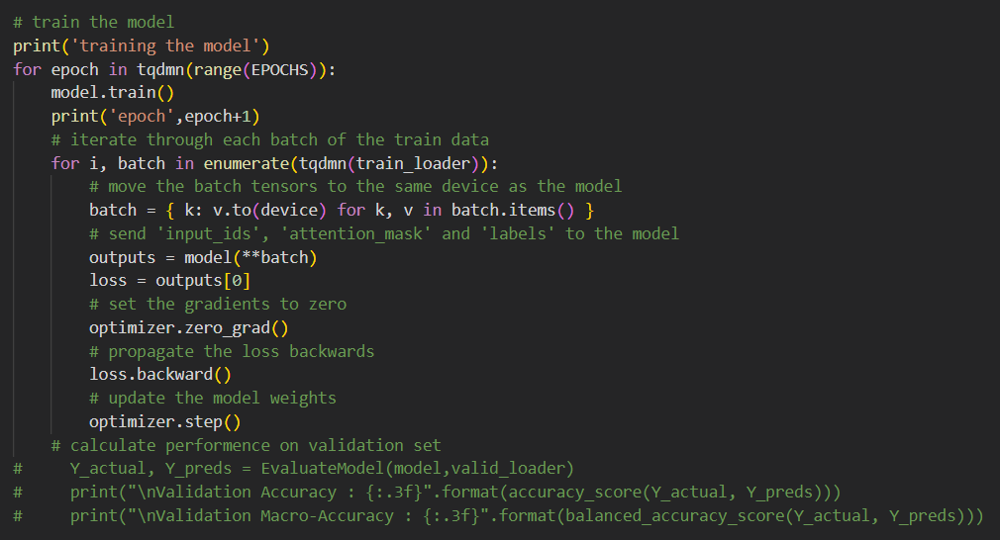 # train the model
print('training the model')
for epoch in tqdmn(range(EPOCHS)):
    model.train()
    print('epoch',epoch+1)
    # iterate through each batch of the train data
    for i, batch in enumerate(tqdmn(train_loader)):
        # move the batch tensors to the same device as the model
        batch = { k: v.to(device) for k, v in batch.items() }
        # send 'input_ids', 'attention_mask' and 'labels' to the model
        outputs = model(**batch)
        loss = outputs[0]
        # set the gradients to zero
        optimizer.zero_grad()
        # propagate the loss backwards
        loss.backward()
        # update the model weights
        optimizer.step()
    # calculate performence on validation set
#     Y_actual, Y_preds = EvaluateModel(model,valid_loader)
#     print("\nValidation Accuracy : {:.3f}".format(accuracy_score(Y_actual, Y_preds)))
#     print("\nValidation Macro-Accuracy : {:.3f}".format(balanced_accuracy_score(Y_actual, Y_preds)))